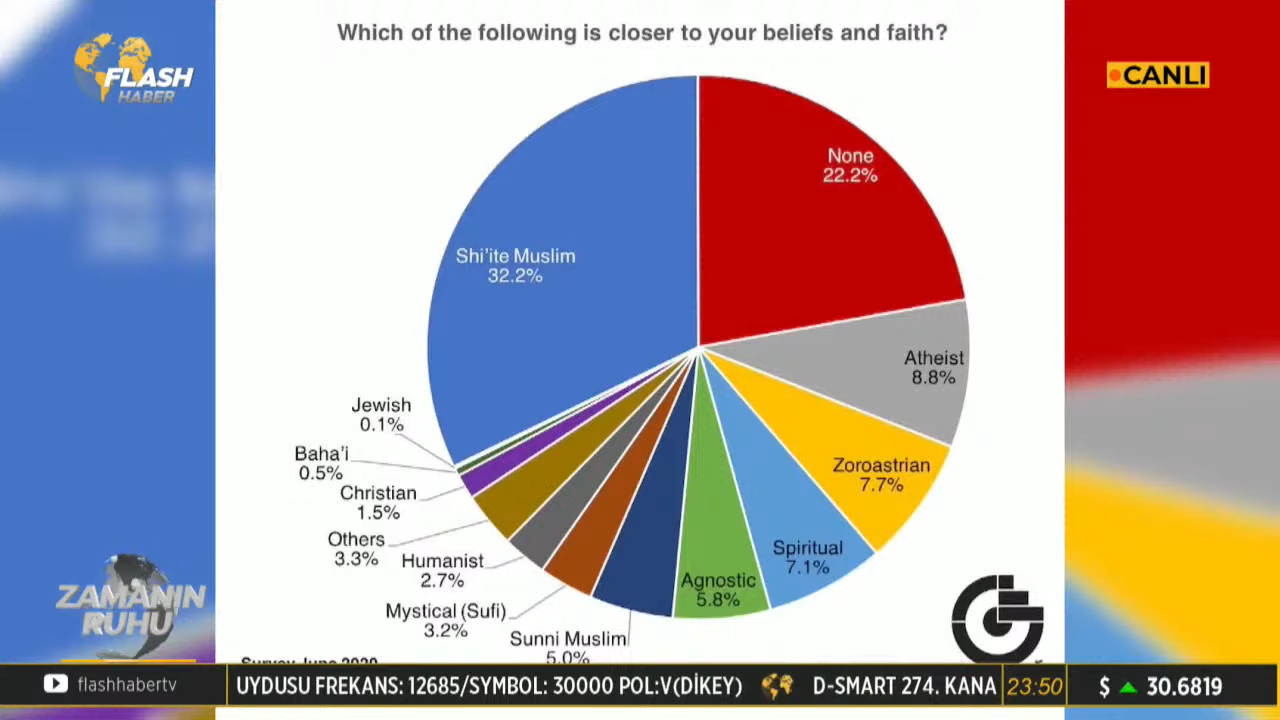 Which of the following is closer to your beliefs and faith?
FLASH
HABER
CANLI
None
22.2%
Shi'ite Muslim
32.2%
Atheist
8.8%
Jewish
0.1%
Baha'i
0.5%
Zoroastrian
7.7%
Christian
1.5%
Others
3.3%
Spiritual
7.1%
Humanist
2.7%
Agnostic
5.8%
Mystical (Sufi)
3.2%
Sunni Muslim
5.0%
ZAMANIN
RUHU
Survey June 2020
flashhabertv
UYDUSU FREKANS: 12685/SYMBOL: 30000 POL:V(DİKEY)
D-SMART 274. KANA
23:50
$ 30.6819